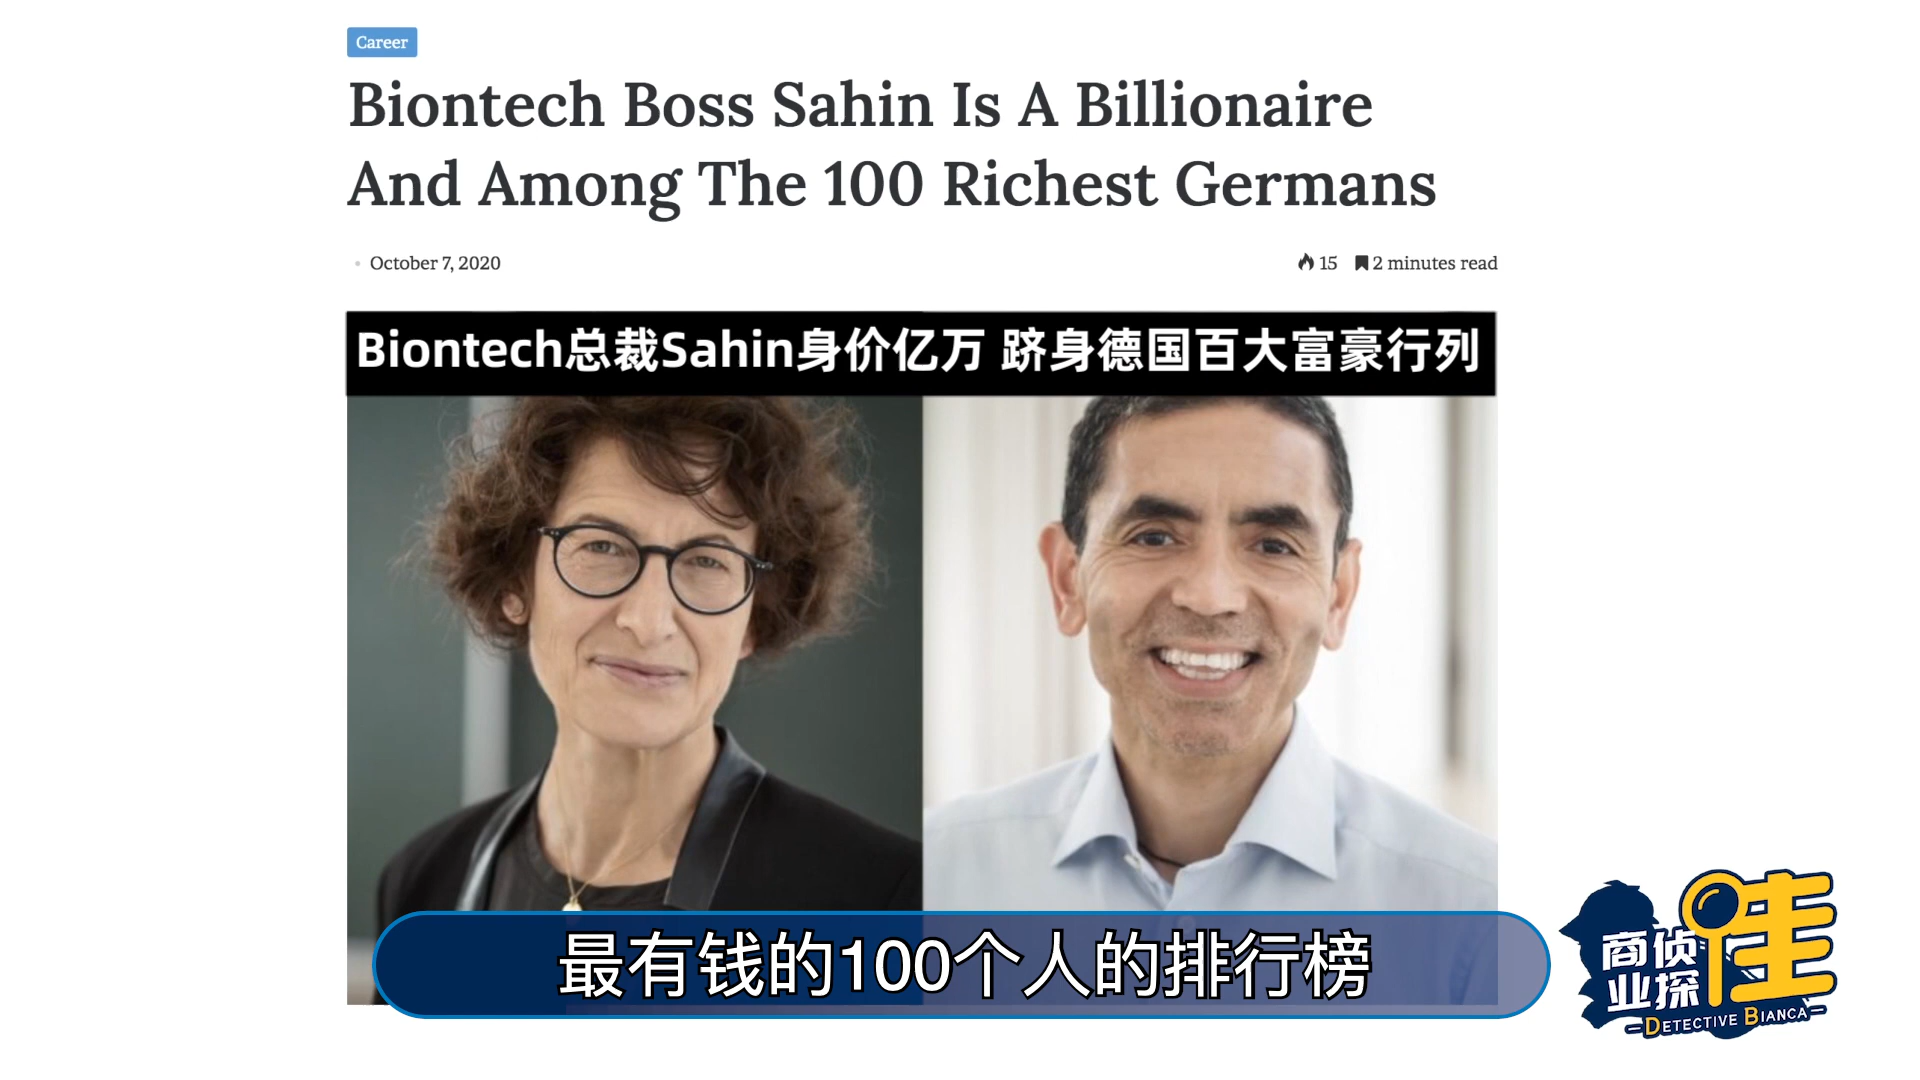 Career
Biontech Boss Sahin Is A Billionaire
And Among The 100 Richest Germans
October 7, 2020
15
2 minutes read
Biontech总裁Sahin身价亿万 跻身德国百大富豪行列
最有钱的100个人的排行榜
商业侦探佳
DETECTIVE BIANCA